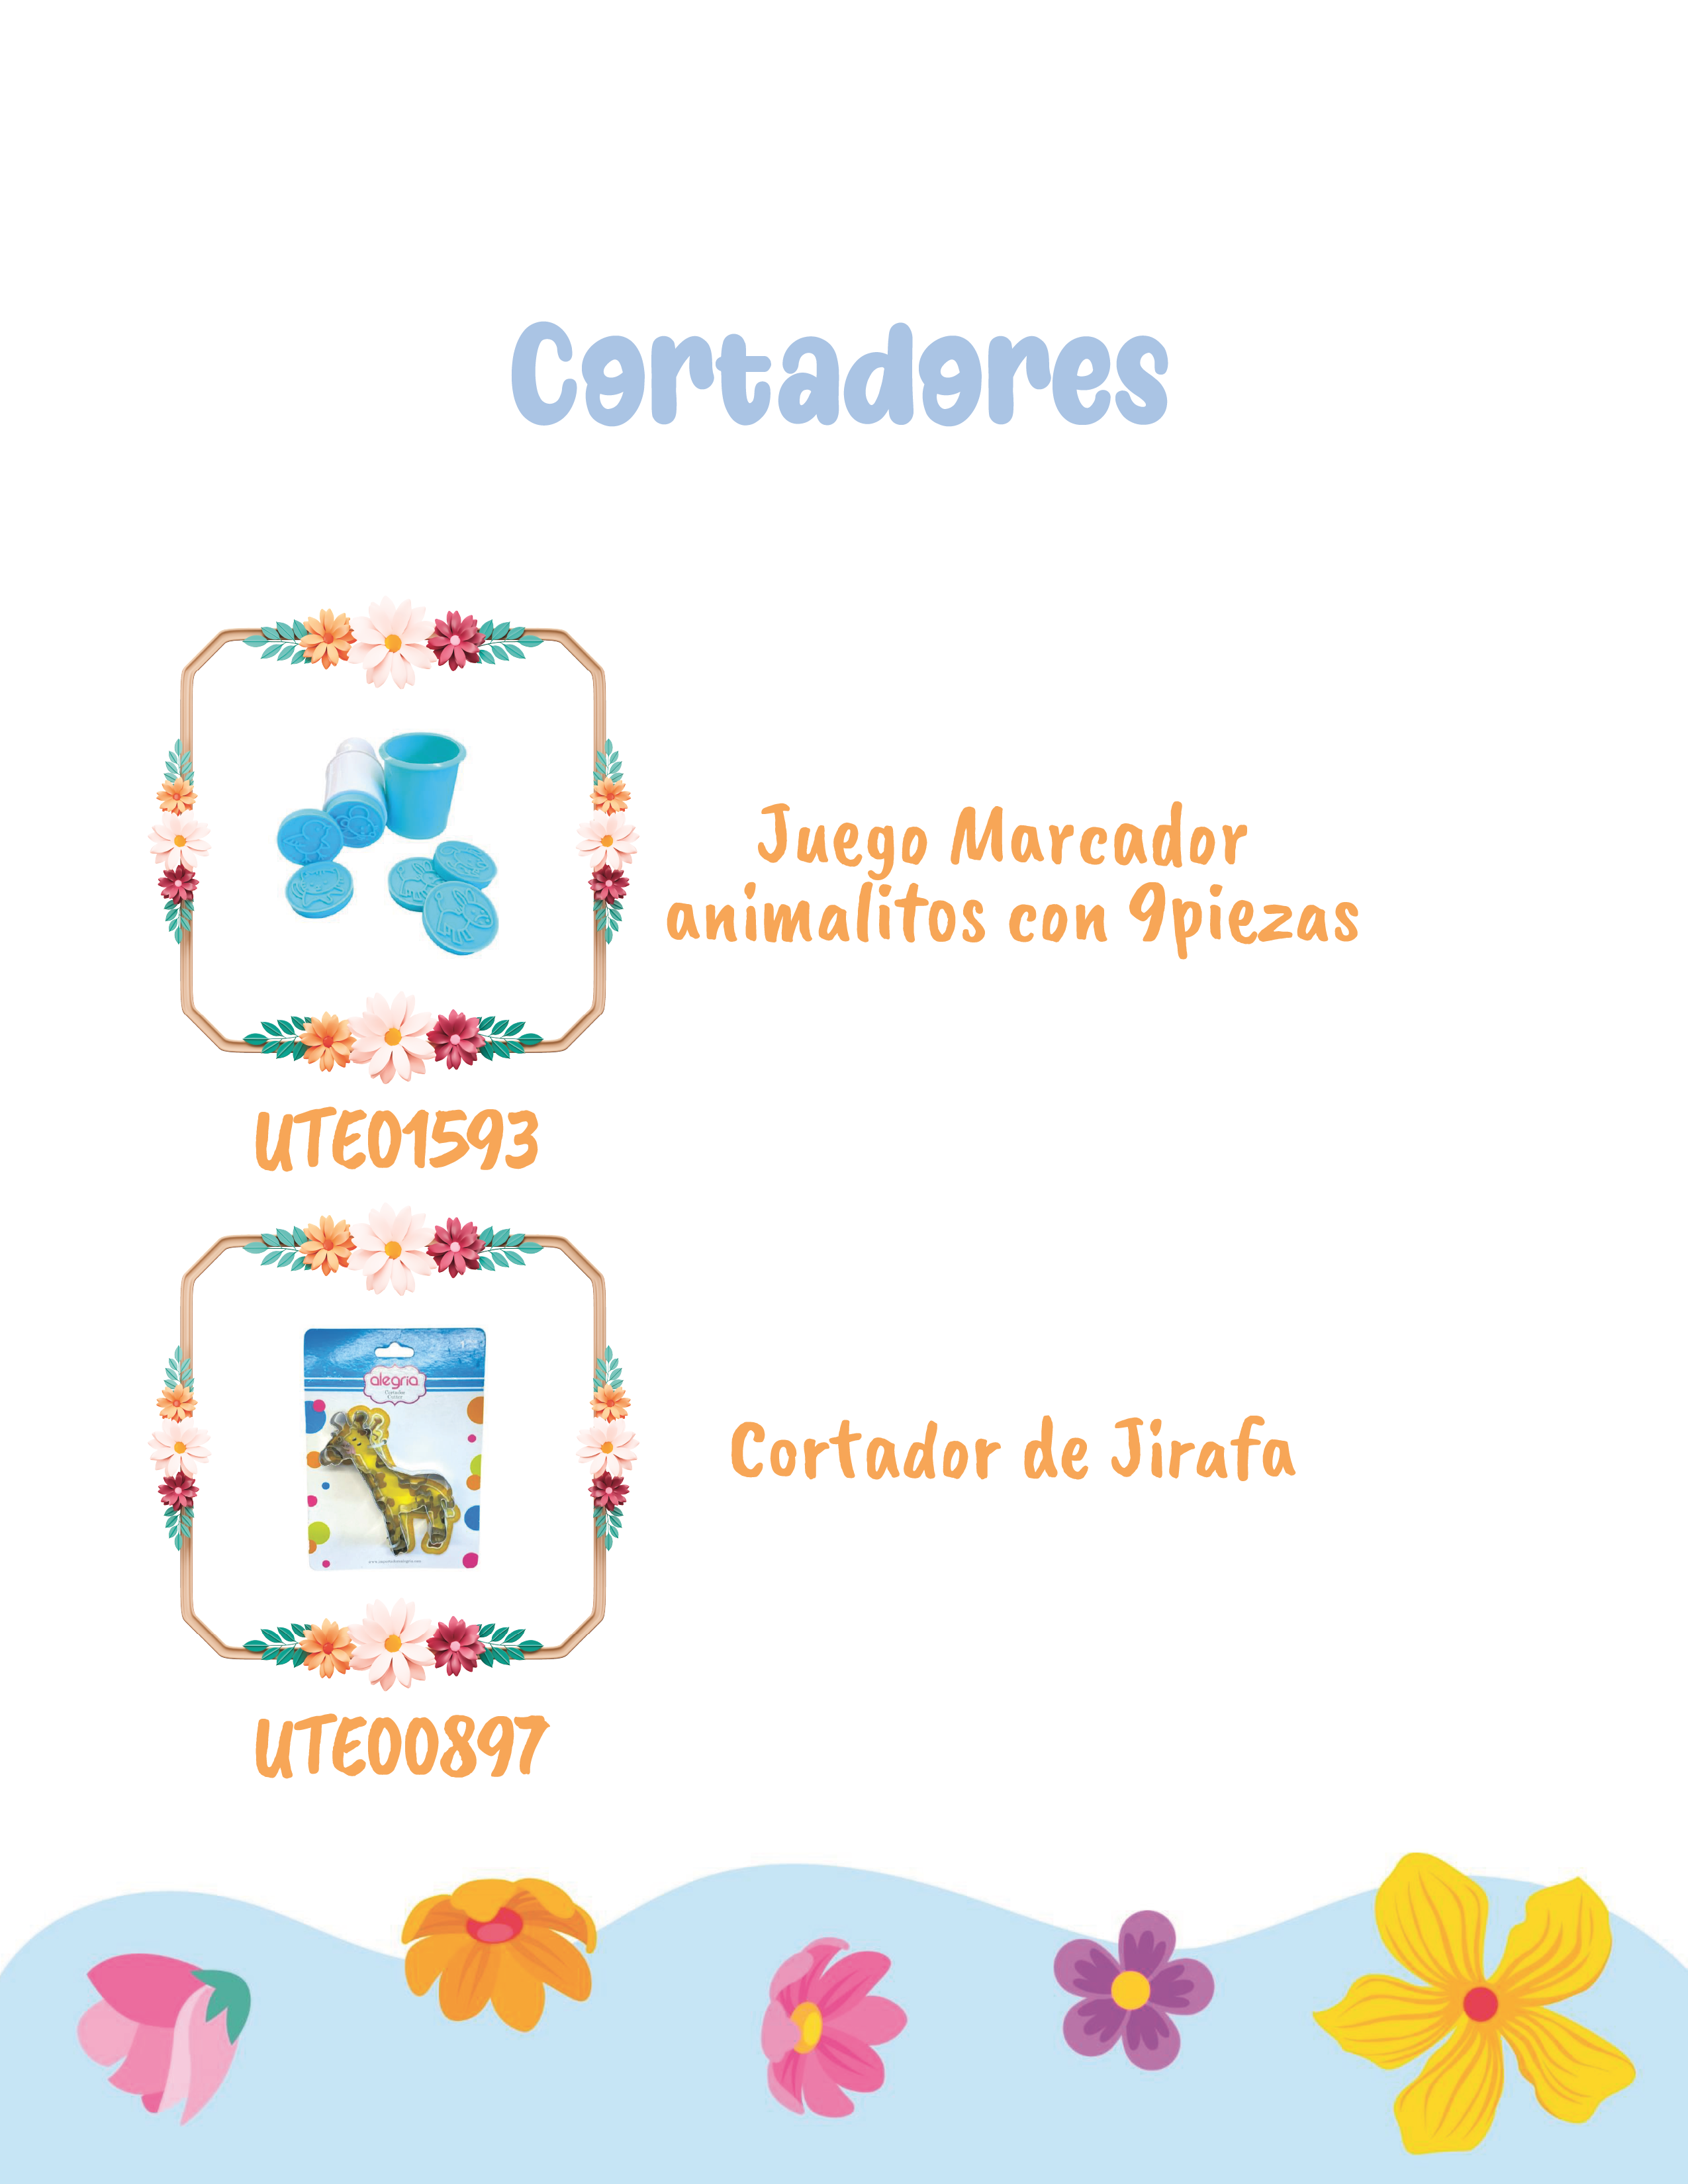 Cortadores
Juego Marcador
animalitos con 9piezas
UTE01593
alegria
Cortador de Jirafa
UTE00897